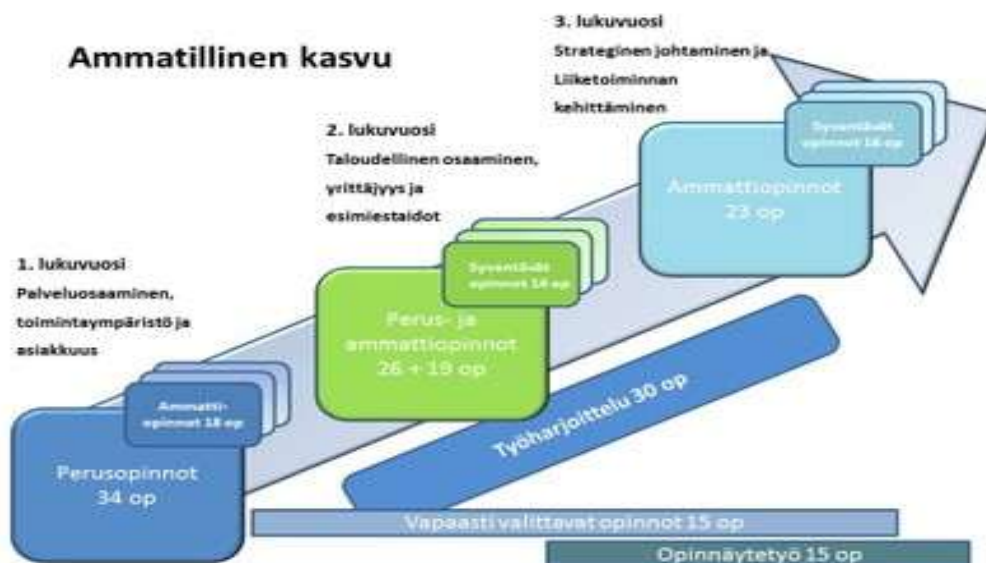 Ammatillinen kasvu
3. lukuvuosi
Strateginen johtaminen ja
Liiketoiminnan
kehittäminen
Syventävät
opinnot 16 op
Ammattiopinnot
23 op
2. lukuvuosi
Taloudellinen osaaminen,
yrittäjyys ja
esimiestaidot
Syventävät
opinnot 14 op
Perus- ja
ammattiopinnot
26 + 19 op
1. lukuvuosi
Palveluosaaminen,
toimintaympäristö ja
asiakkuus
Ammatti-
opinnot 18 op
Perusopinnot
34 op
Työharjoittelu 30 op
Vapaasti valittavat opinnot 15 op
Opinnäytetyö 15 op